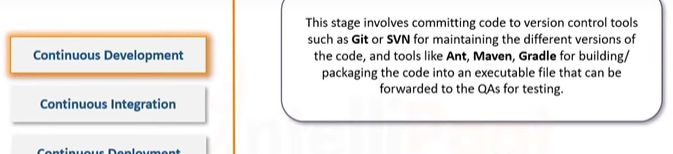 This stage involves committing code to version control tools
such as Git or SVN for maintaining the different versions of
the code, and tools like Ant, Maven, Gradle for building/
packaging the code into an executable file that can be
forwarded to the QAs for testing.
Continuous Development
Continuous Integration
Continuous Deployment